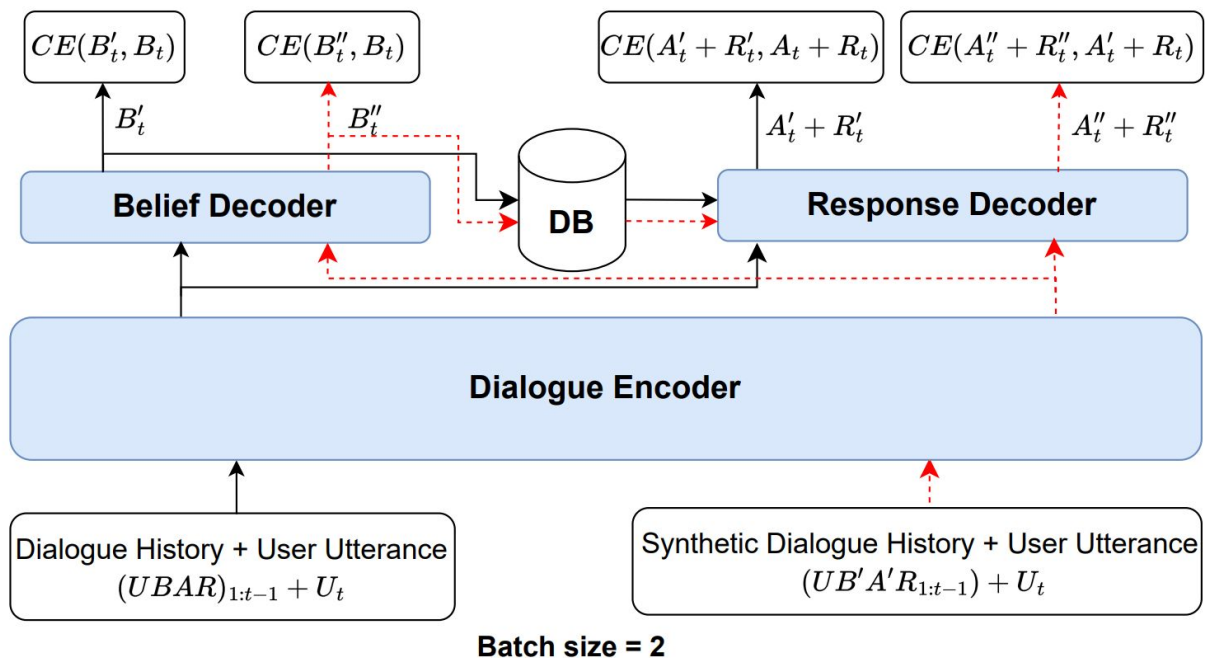 CE(B′ₜ, Bₜ)
CE(B″ₜ, Bₜ)
CE(A′ₜ + R′ₜ, Aₜ + Rₜ)
CE(A″ₜ + R″ₜ, A′ₜ + Rₜ)
B′ₜ
B″ₜ
A′ₜ + R′ₜ
A″ₜ + R″ₜ
Belief Decoder
DB
Response Decoder
Dialogue Encoder
Dialogue History + User Utterance
(UBAR)₁:ₜ₋₁ + Uₜ
Synthetic Dialogue History + User Utterance
(UB′A′R₁:ₜ₋₁) + Uₜ
Batch size = 2